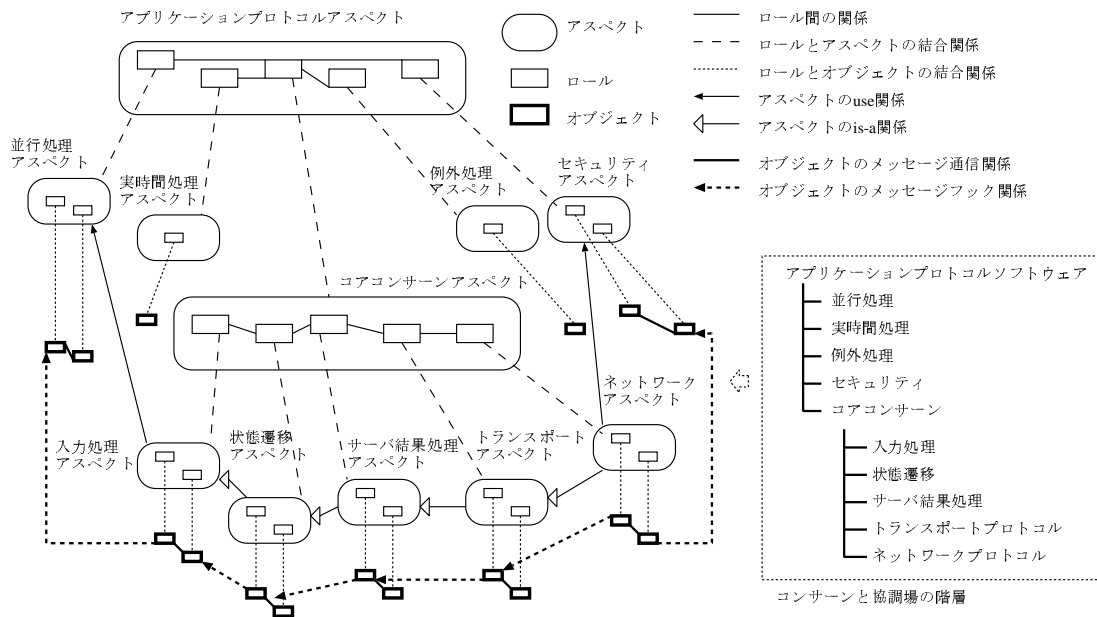 アプリケーションプロトコルアスペクト
アスペクト
ロール
オブジェクト
ロール間の関係
ロールとアスペクトの結合関係
ロールとオブジェクトの結合関係
アスペクトのuse関係
アスペクトのis-a関係
オブジェクトのメッセージ通信関係
オブジェクトのメッセージフック関係
並行処理
アスペクト
実時間処理
アスペクト
例外処理
アスペクト
セキュリティ
アスペクト
コアコンサーンアスペクト
ネットワーク
アスペクト
入力処理
アスペクト
状態遷移
アスペクト
サーバ結果処理
アスペクト
トランスポート
アスペクト
アプリケーションプロトコルソフトウェア
並行処理
実時間処理
例外処理
セキュリティ
コアコンサーン
入力処理
状態遷移
サーバ結果処理
トランスポートプロトコル
ネットワークプロトコル
コンサーンと協調場の階層